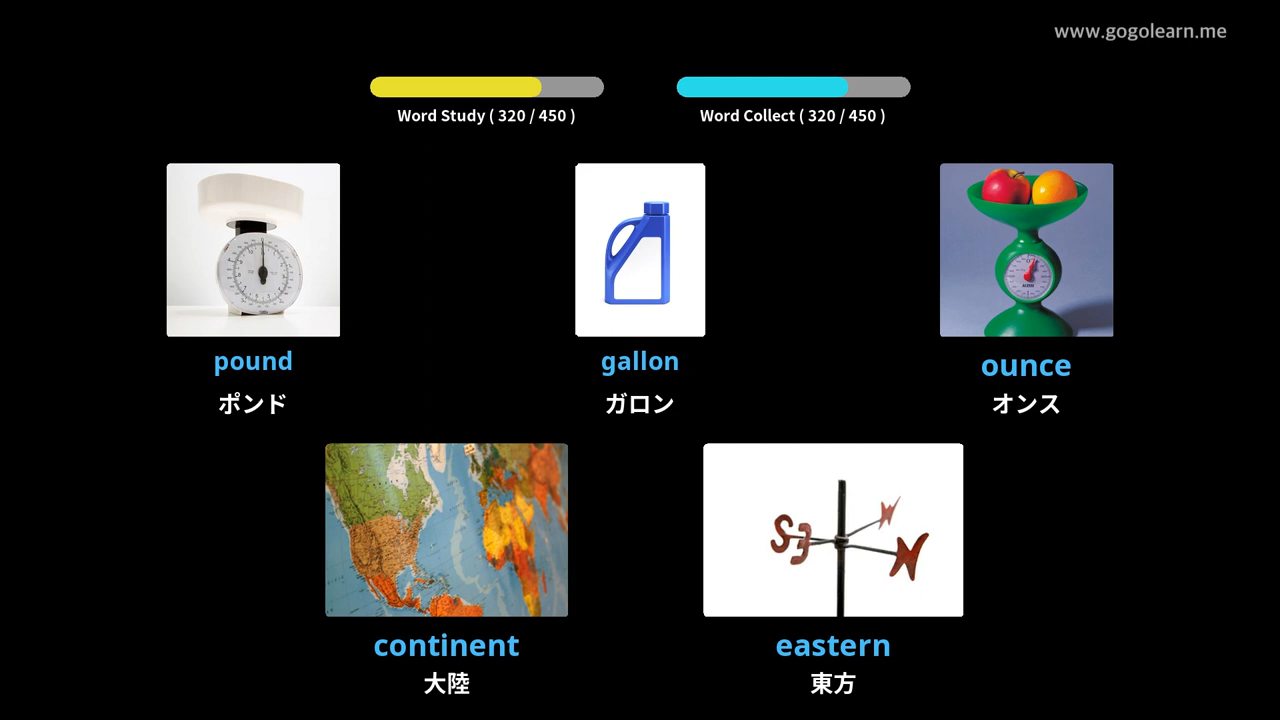 www.gogolearn.me
Word Study ( 320 / 450 )
Word Collect ( 320 / 450 )
pound
ポンド
gallon
ガロン
ounce
オンス
continent
大陸
eastern
東方